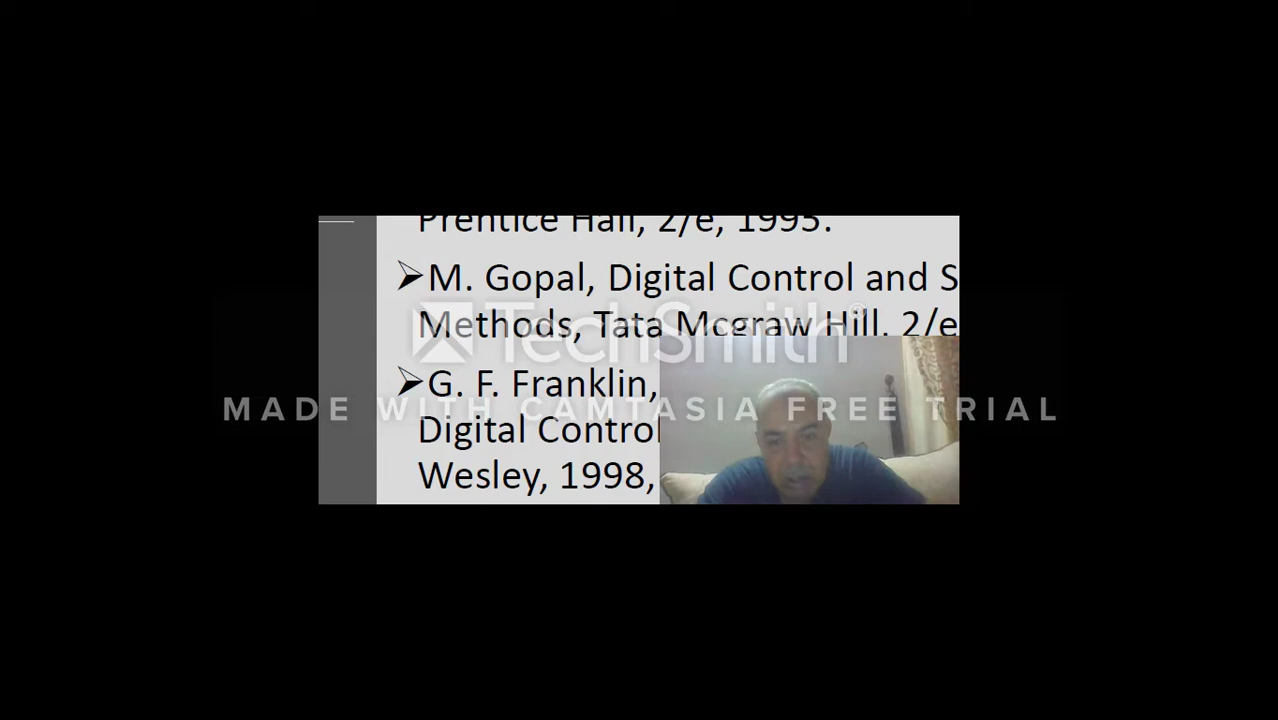 Prentice Hall, 2/e, 1995.
➢M. Gopal, Digital Control and S
Methods, Tata Mcgraw Hill, 2/e
TechSmith®
➢G. F. Franklin,
MADE WITH CAMTASIA FREE TRIAL
Digital Control
Wesley, 1998,